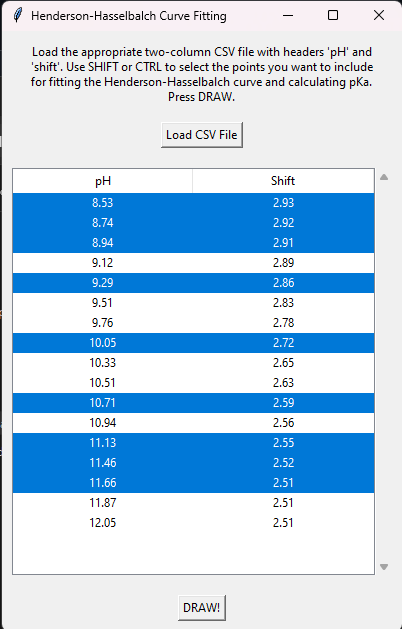 Henderson-Hasselbalch Curve Fitting
Load the appropriate two-column CSV file with headers 'pH' and
'shift'. Use SHIFT or CTRL to select the points you want to include
for fitting the Henderson-Hasselbalch curve and calculating pKa.
Press DRAW.
Load CSV File
pH Shift
8.53 2.93
8.74 2.92
8.94 2.91
9.12 2.89
9.29 2.86
9.51 2.83
9.76 2.78
10.05 2.72
10.33 2.65
10.51 2.63
10.71 2.59
10.94 2.56
11.13 2.55
11.46 2.52
11.66 2.51
11.87 2.51
12.05 2.51
DRAW!